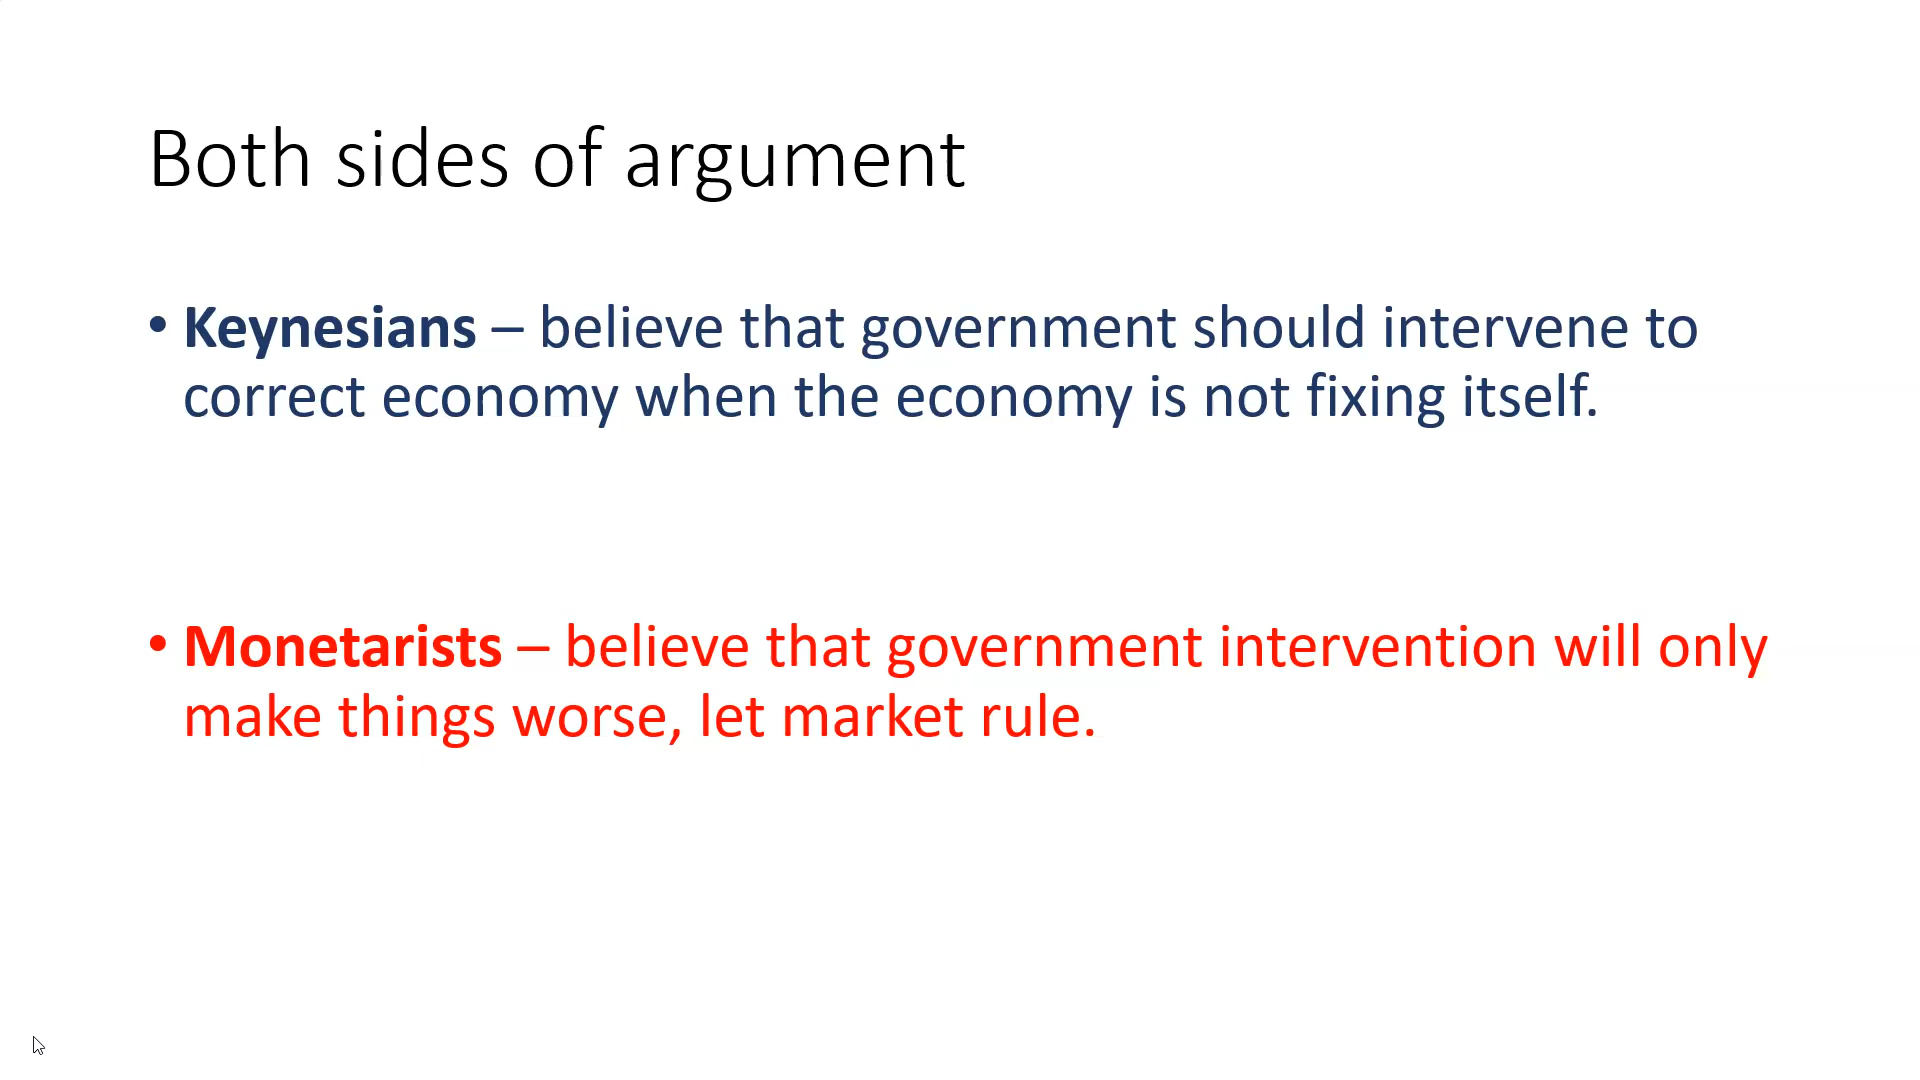 Both sides of argument
• Keynesians – believe that government should intervene to
correct economy when the economy is not fixing itself.
• Monetarists – believe that government intervention will only
make things worse, let market rule.